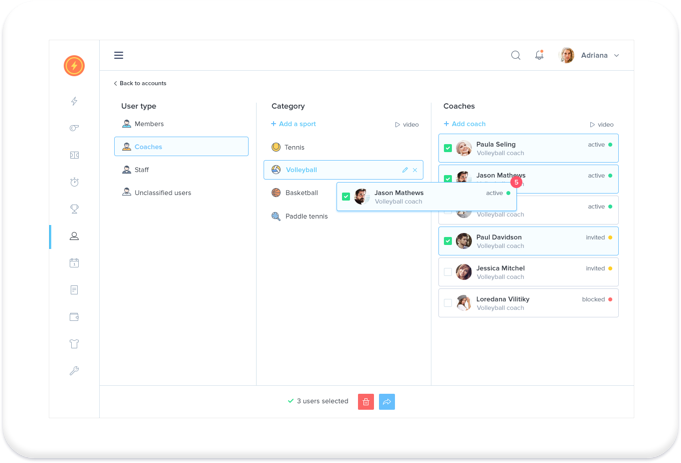 Adriana
Back to accounts
User type
Members
Coaches
Staff
Unclassified users
Category
+ Add a sport
video
Tennis
Volleyball
Basketball
Paddle tennis
Coaches
+ Add coach
video
Paula Seling
Volleyball coach
active
Jason Mathews
active
5
Jason Mathews
Volleyball coach
active
Volleyball coach
active
Paul Davidson
Volleyball coach
invited
Jessica Mitchel
Volleyball coach
invited
Loredana Vilitiky
Volleyball coach
blocked
3 users selected